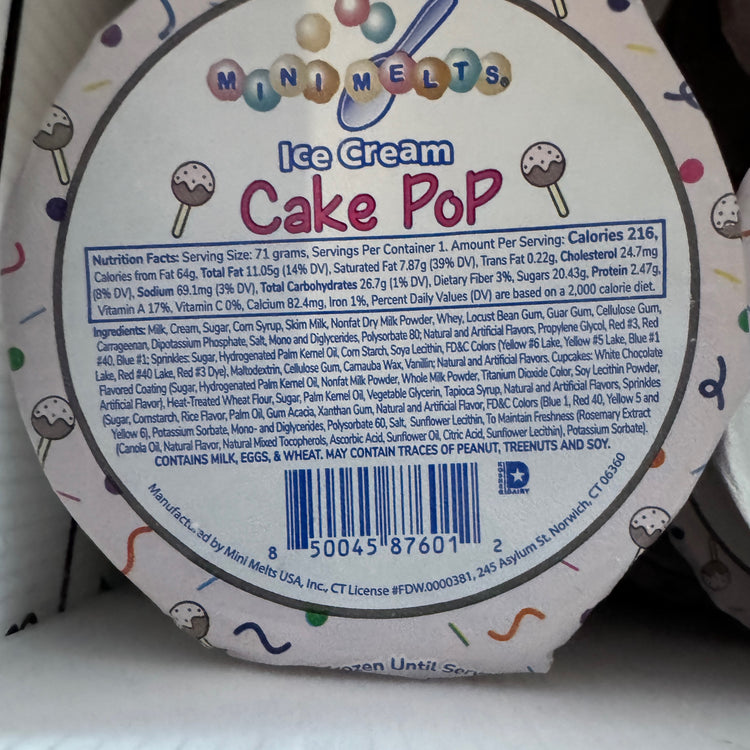 MINI MELTS®
Ice Cream
Cake PoP
Nutrition Facts: Serving Size: 71 grams, Servings Per Container 1. Amount Per Serving: Calories 216,
Calories from Fat 64g, Total Fat 11.05g (14% DV), Saturated Fat 7.87g (39% DV), Trans Fat 0.22g, Cholesterol 24.7mg
(8% DV), Sodium 69.1mg (3% DV), Total Carbohydrates 26.7g (1% DV), Dietary Fiber 3%, Sugars 20.43g, Protein 2.47g,
Vitamin A 17%, Vitamin C 0%, Calcium 82.4mg, Iron 1%, Percent Daily Values (DV) are based on a 2,000 calorie diet.
Ingredients: Milk, Cream, Sugar, Corn Syrup, Skim Milk, Nonfat Dry Milk Powder, Whey, Locust Bean Gum, Guar Gum, Cellulose Gum,
Carrageenan, Dipotassium Phosphate, Salt, Mono and Diglycerides, Polysorbate 80; Natural and Artificial Flavors, Propylene Glycol, Red #3, Red
#40, Blue #1; Sprinkles: Sugar, Hydrogenated Palm Kernel Oil, Corn Starch, Soya Lecithin, FD&C Colors (Yellow #6 Lake, Yellow #5 Lake, Blue #1
Lake, Red #40 Lake, Red #3 Dye), Maltodextrin, Cellulose Gum, Carnauba Wax, Vanillin; Natural and Artificial Flavors. Cupcakes: White Chocolate
Flavored Coating (Sugar, Hydrogenated Palm Kernel Oil, Nonfat Milk Powder, Whole Milk Powder, Titanium Dioxide Color, Soy Lecithin Powder,
Artificial Flavor), Heat-Treated Wheat Flour, Sugar, Palm Kernel Oil, Vegetable Glycerin, Tapioca Syrup, Natural and Artificial Flavors, Sprinkles
(Sugar, Cornstarch, Rice Flavor, Palm Oil, Gum Acacia, Xanthan Gum, Natural and Artificial Flavor, FD&C Colors (Blue 1, Red 40, Yellow 5 and
Yellow 6), Potassium Sorbate, Mono- and Diglycerides, Polysorbate 60, Salt, Sunflower Lecithin, To Maintain Freshness (Rosemary Extract
(Canola Oil, Natural Flavor, Natural Mixed Tocopherols, Ascorbic Acid, Sunflower Oil, Citric Acid, Sunflower Lecithin), Potassium Sorbate).
CONTAINS MILK, EGGS, & WHEAT. MAY CONTAIN TRACES OF PEANUT, TREENUTS AND SOY.
KOSHER D DAIRY
8 50045 87601 2
Manufactured by Mini Melts USA, Inc., CT License #FDW.0000381, 245 Asylum St. Norwich, CT 06360
Until